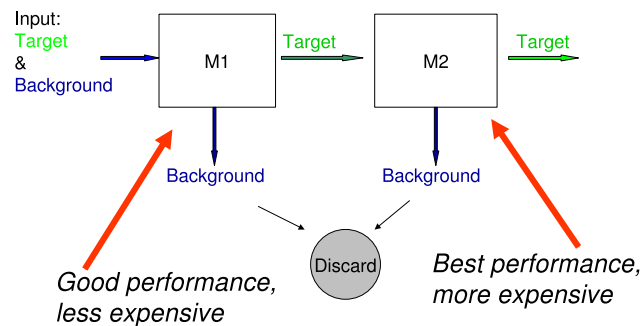 Input:
Target
&
Background
M1
Target
M2
Target
Background
Background
Discard
Good performance,
less expensive
Best performance,
more expensive